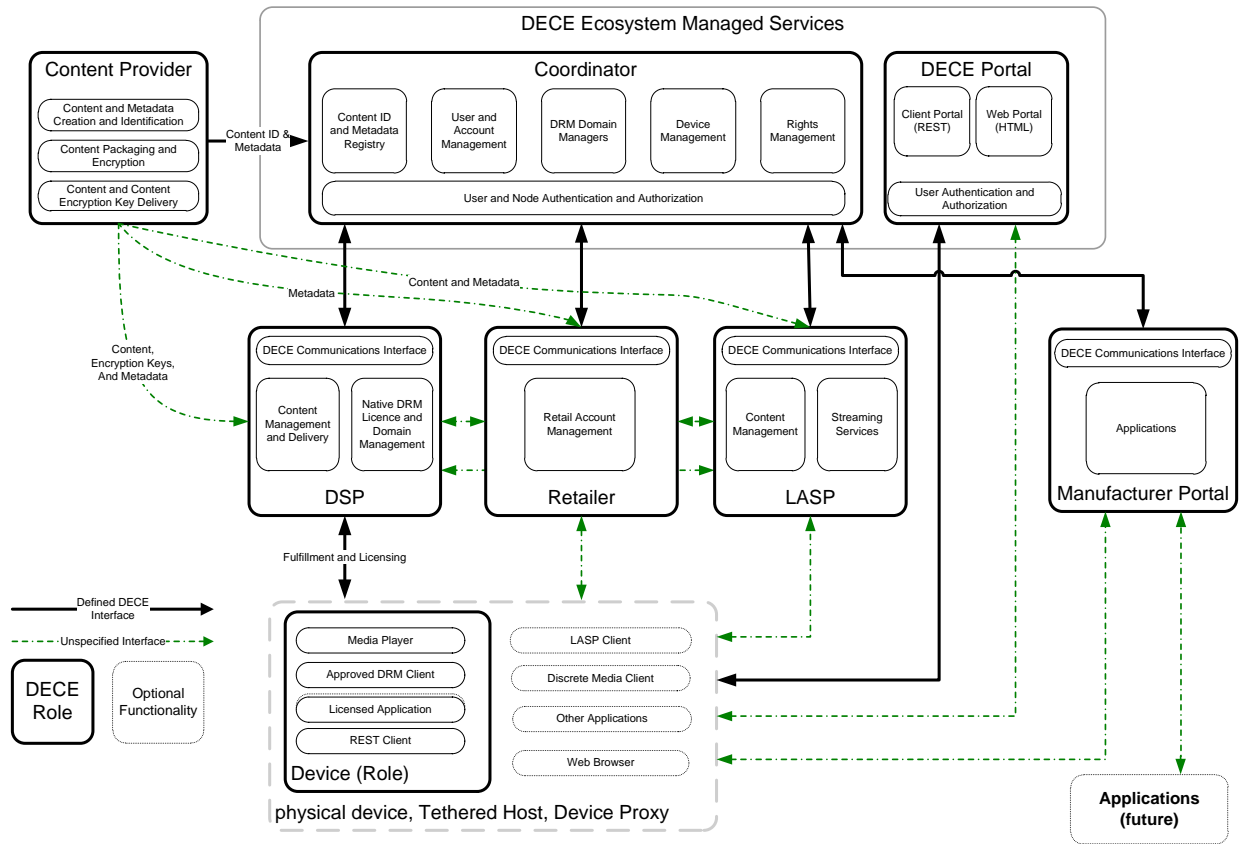 DECE Ecosystem Managed Services
Content Provider
Content and Metadata
Creation and Identification
Content Packaging and
Encryption
Content and Content
Encryption Key Delivery
Content ID &
Metadata
Coordinator
Content ID
and Metadata
Registry
User and
Account
Management
DRM Domain
Managers
Device
Management
Rights
Management
User and Node Authentication and Authorization
DECE Portal
Client Portal
(REST)
Web Portal
(HTML)
User Authentication and
Authorization
Content and Metadata
Metadata
Content,
Encryption Keys,
And Metadata
DECE Communications Interface
Content
Management
and Delivery
Native DRM
Licence and
Domain
Management
DSP
DECE Communications Interface
Retail Account
Management
Retailer
DECE Communications Interface
Content
Management
Streaming
Services
LASP
DECE Communications Interface
Applications
Manufacturer Portal
Fulfillment and Licensing
Defined DECE
Interface
Unspecified Interface
DECE
Role
Optional
Functionality
Media Player
Approved DRM Client
Licensed Application
REST Client
Device (Role)
LASP Client
Discrete Media Client
Other Applications
Web Browser
physical device, Tethered Host, Device Proxy
Applications
(future)